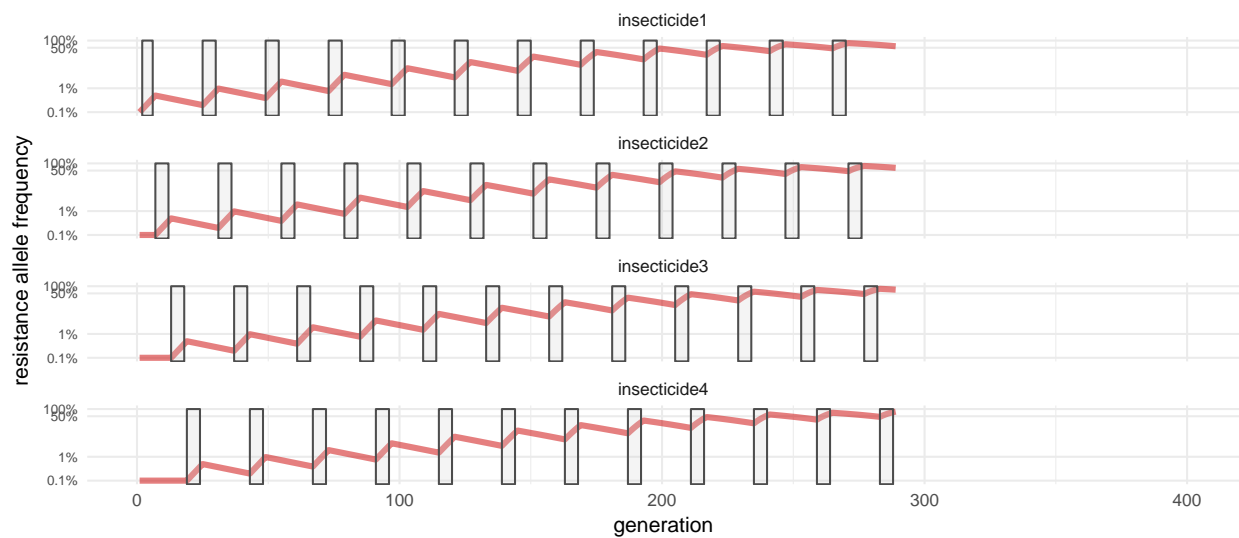 insecticide1
100%
50%
1%
0.1%
insecticide2
100%
50%
1%
0.1%
insecticide3
100%
50%
1%
0.1%
insecticide4
100%
50%
1%
0.1%
0 100 200 300 400
generation
resistance allele frequency